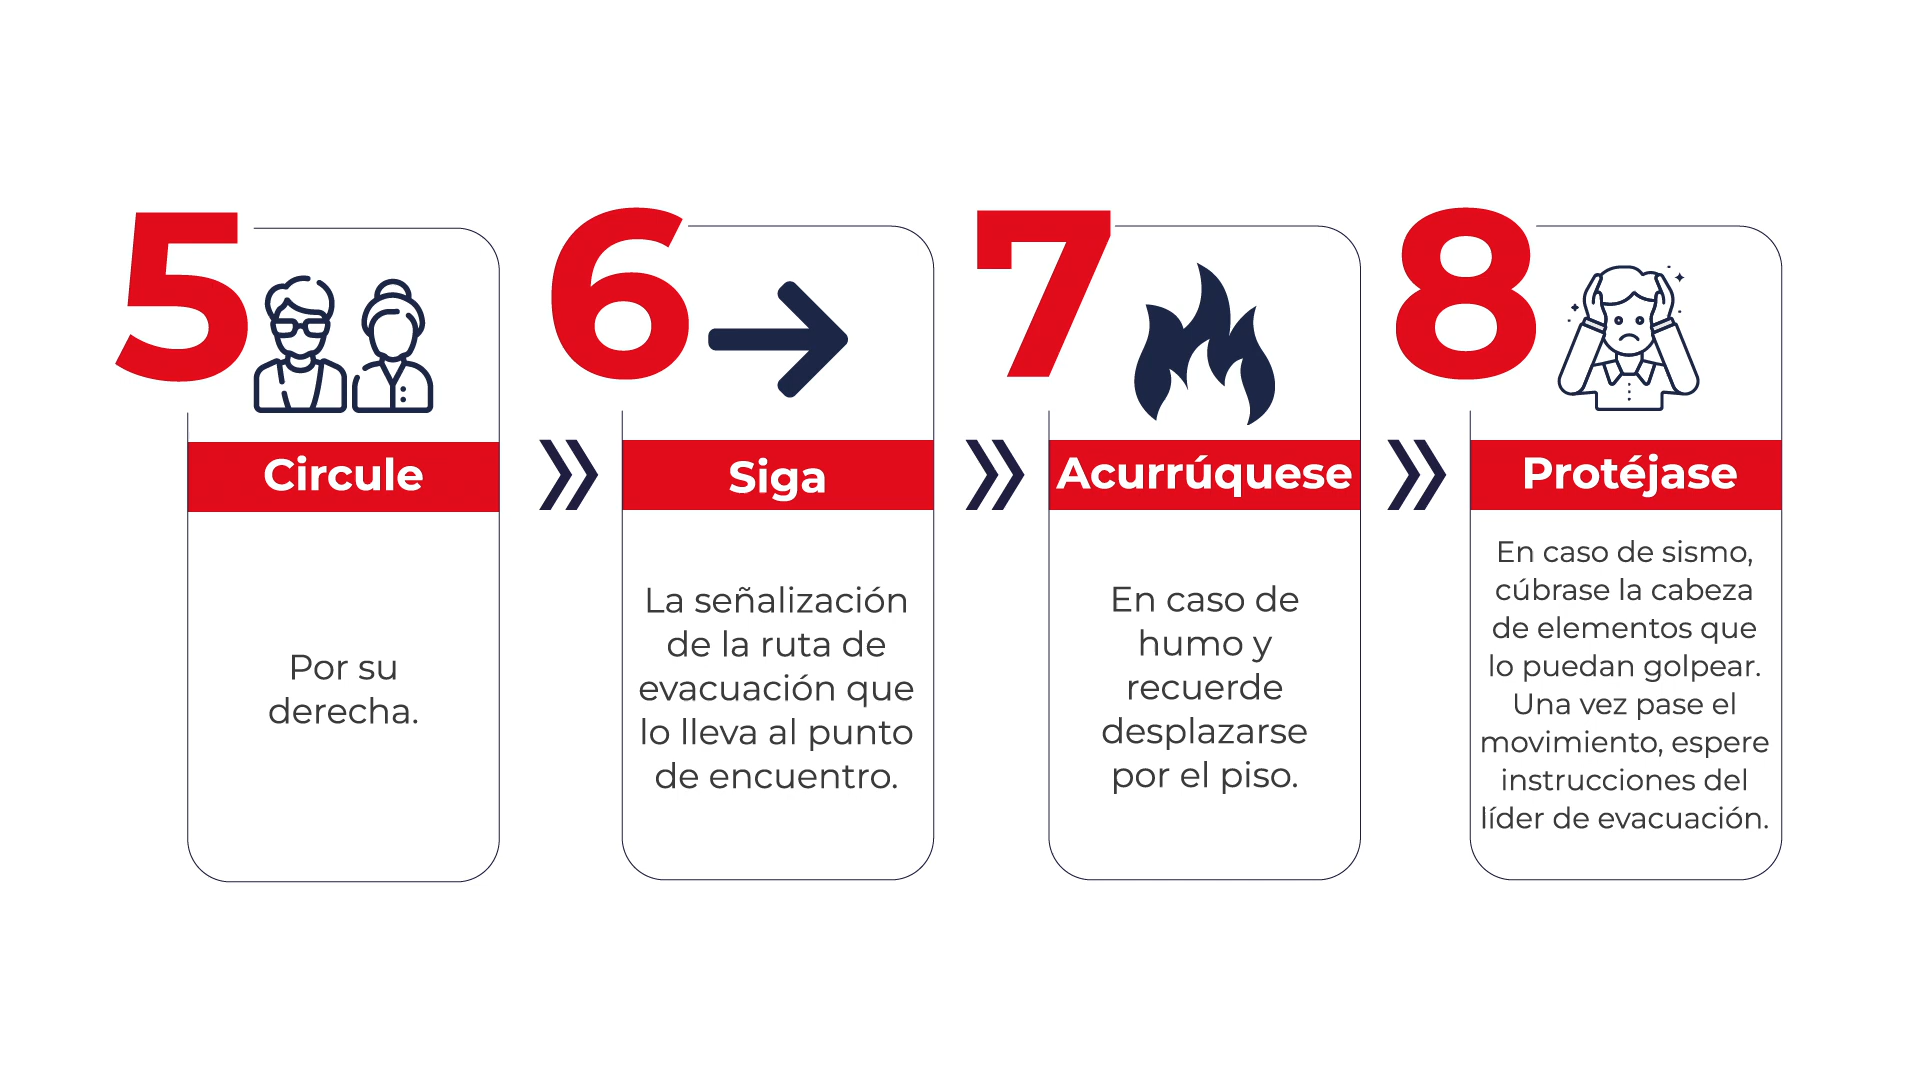 5
Circule
Por su
derecha.
6
Siga
La señalización
de la ruta de
evacuación que
lo lleva al punto
de encuentro.
7
Acurrúquese
En caso de
humo y
recuerde
desplazarse
por el piso.
8
Protéjase
En caso de sismo,
cúbrase la cabeza
de elementos que
lo puedan golpear.
Una vez pase el
movimiento, espere
instrucciones del
líder de evacuación.